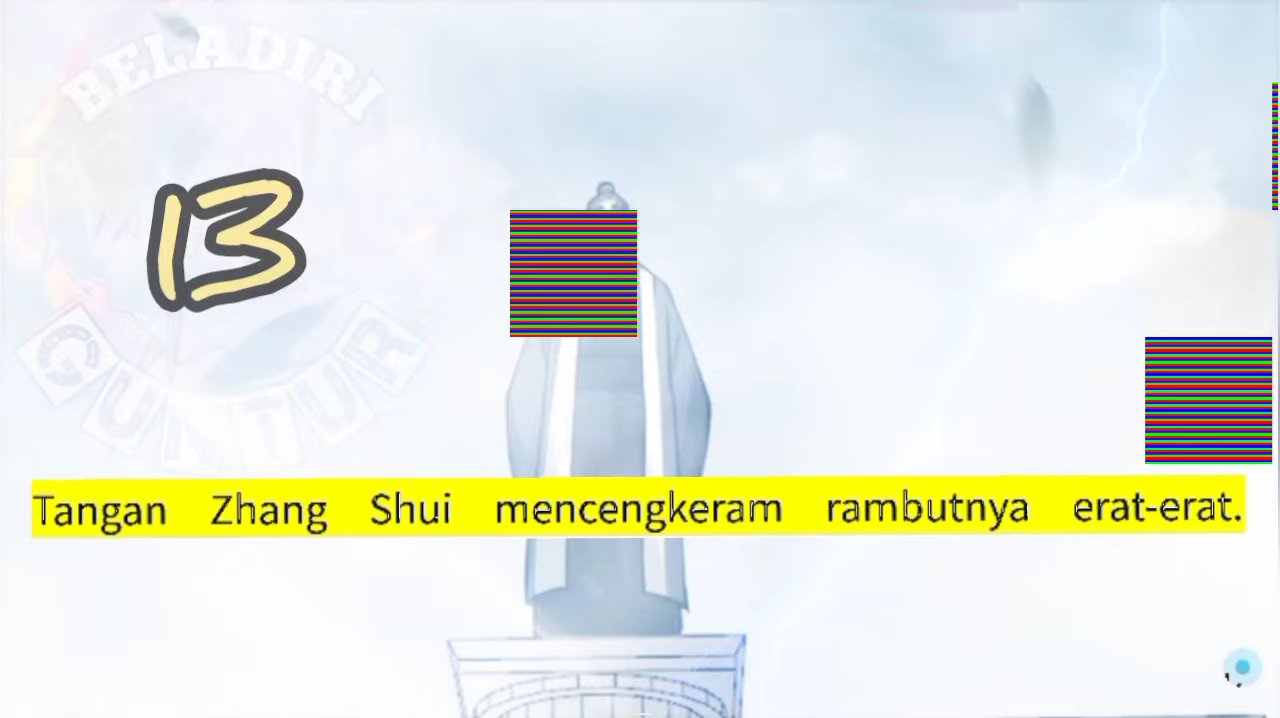 BELADIRI
13
GUNTUR
Tangan Zhang Shui mencengkeram rambutnya erat-erat.